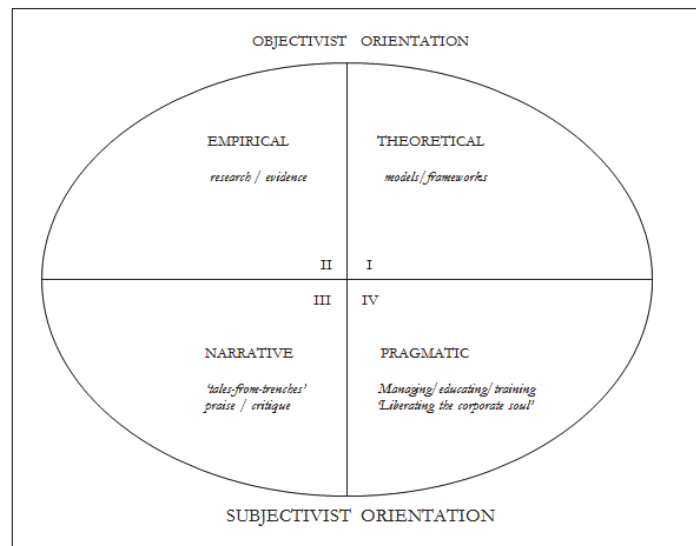 OBJECTIVIST ORIENTATION
EMPIRICAL
research / evidence
THEORETICAL
models/frameworks
II
I
III
IV
NARRATIVE
'tales-from-trenches'
praise / critique
PRAGMATIC
Managing/educating/training
'Liberating the corporate soul'
SUBJECTIVIST ORIENTATION